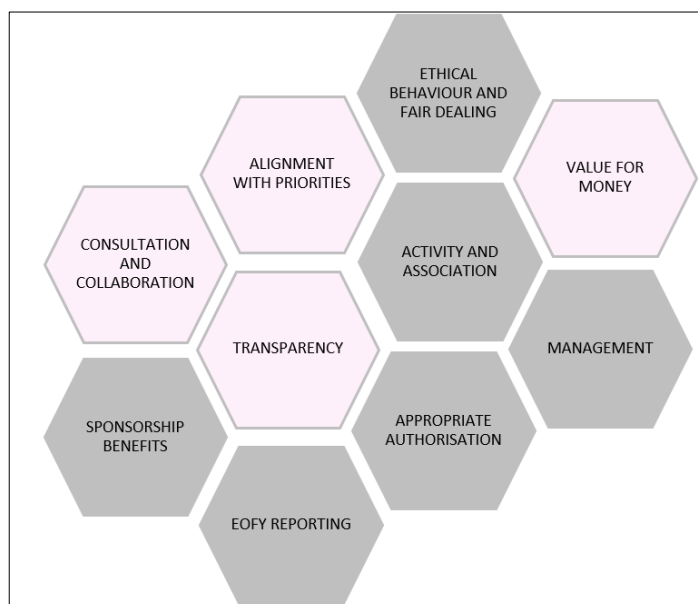 ETHICAL
BEHAVIOUR AND
FAIR DEALING
ALIGNMENT
WITH PRIORITIES
VALUE FOR
MONEY
CONSULTATION
AND
COLLABORATION
ACTIVITY AND
ASSOCIATION
TRANSPARENCY
MANAGEMENT
SPONSORSHIP
BENEFITS
APPROPRIATE
AUTHORISATION
EOFY REPORTING